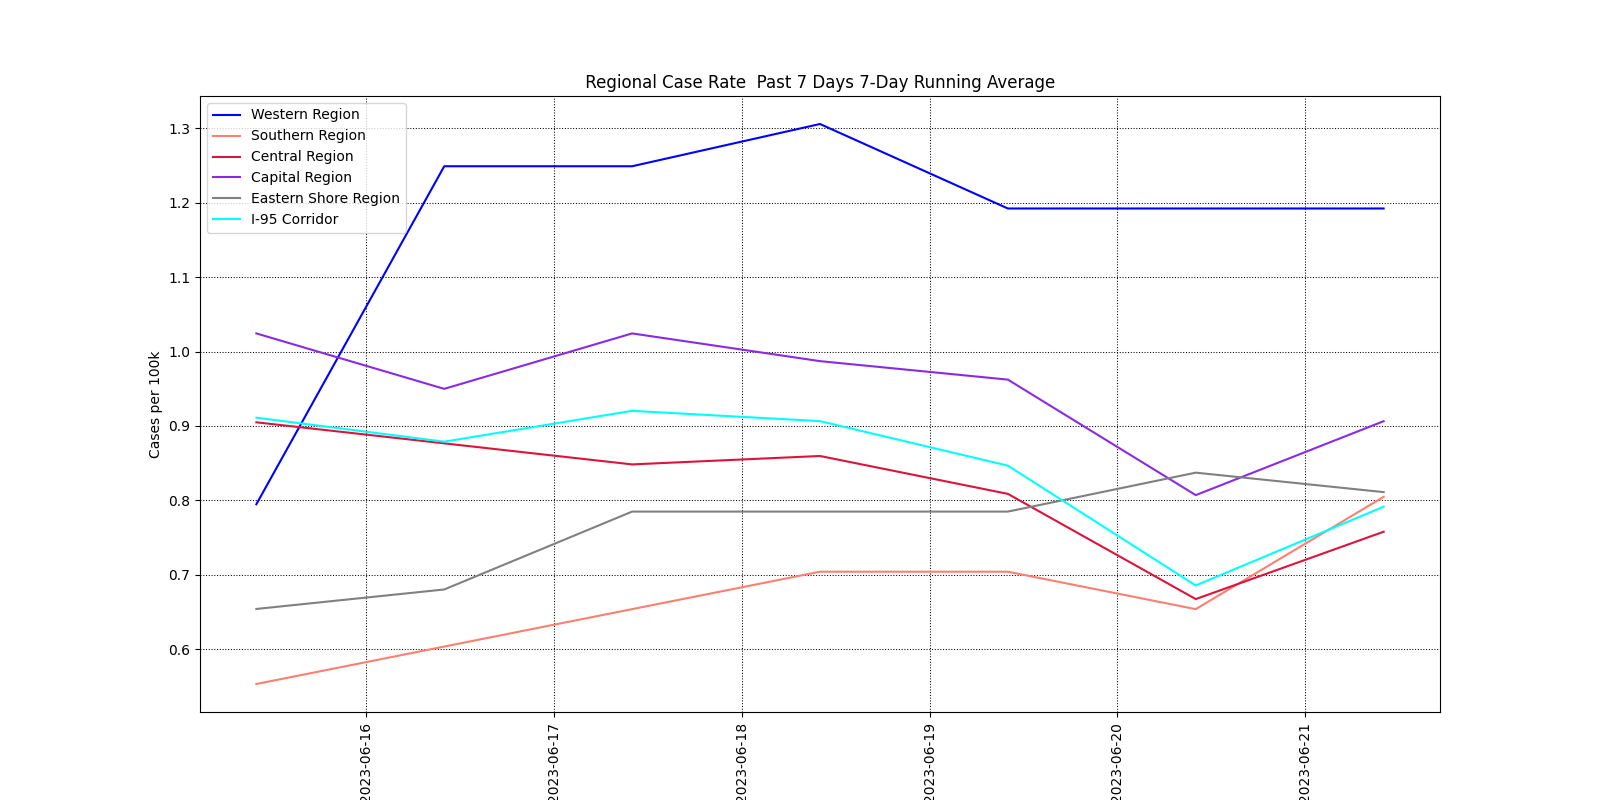 Regional Case Rate  Past 7 Days 7-Day Running Average
Western Region
Southern Region
Central Region
Capital Region
Eastern Shore Region
I-95 Corridor
Cases per 100k
1.3
1.2
1.1
1.0
0.9
0.8
0.7
0.6
2023-06-16
2023-06-17
2023-06-18
2023-06-19
2023-06-20
2023-06-21